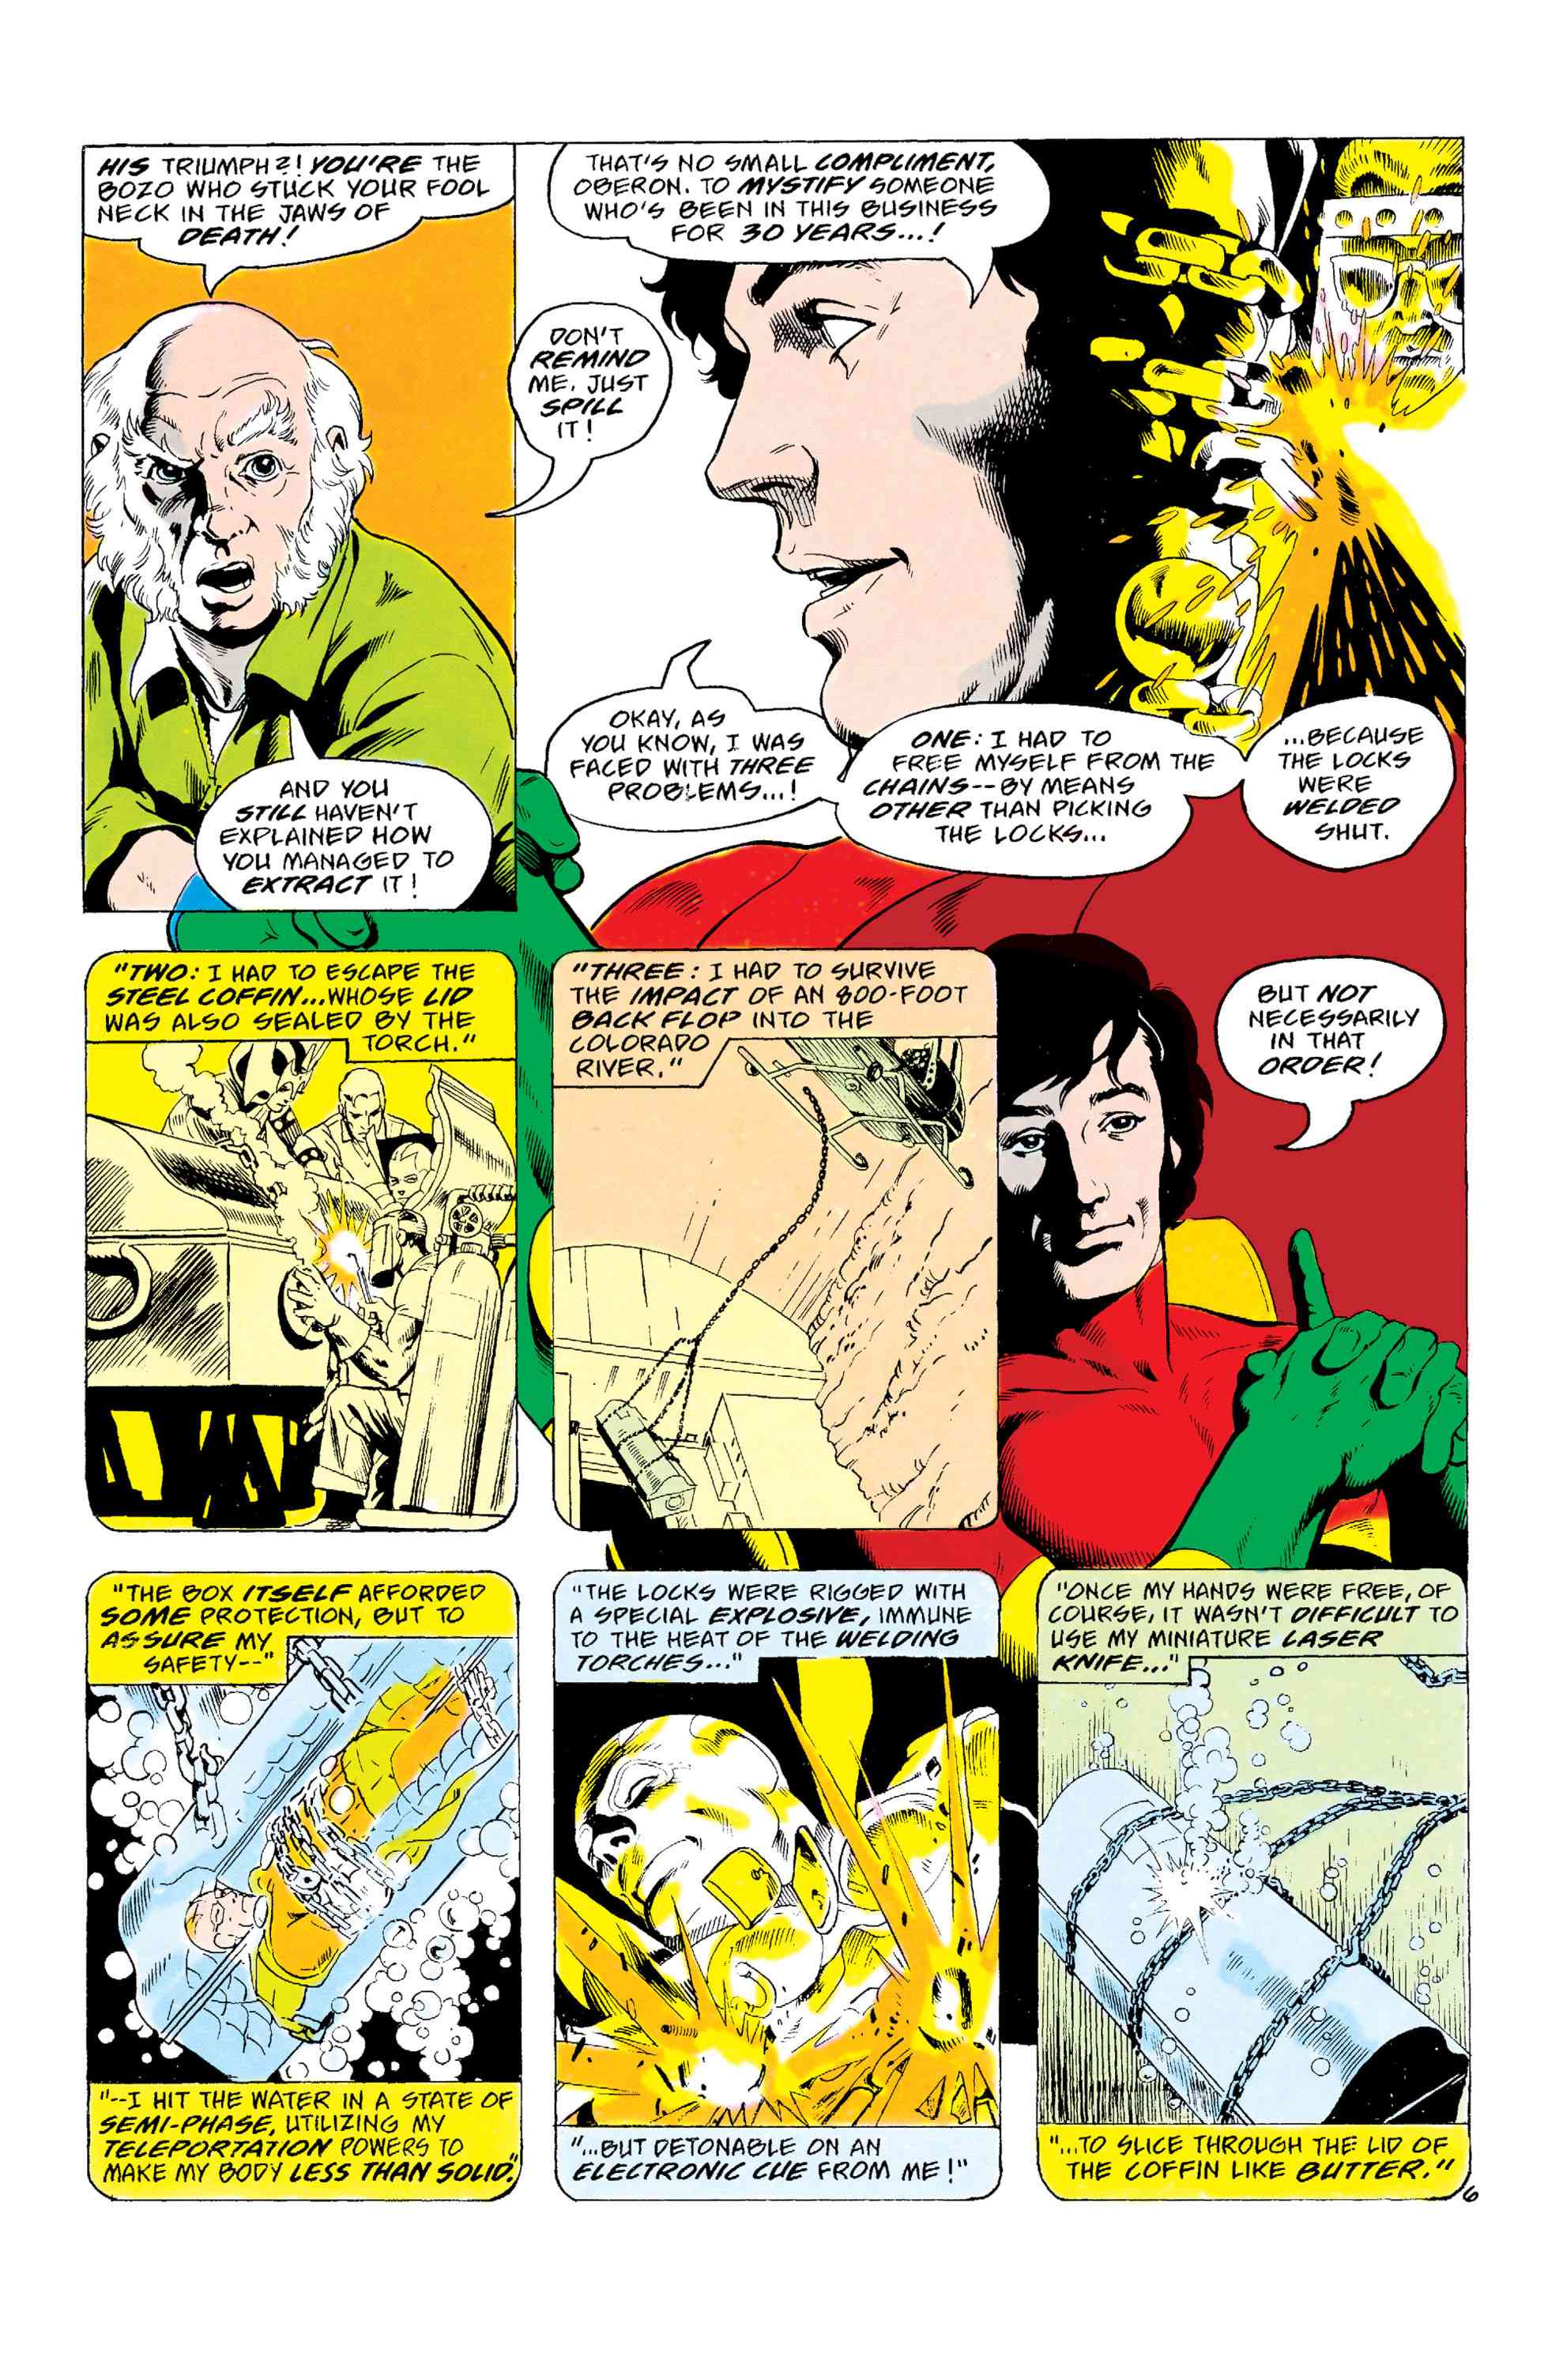 HIS TRIUMPH?! YOU'RE THE
BOZO WHO STUCK YOUR FOOL
NECK IN THE JAWS OF
DEATH!
AND YOU
STILL HAVEN'T
EXPLAINED HOW
YOU MANAGED TO
EXTRACT IT!
THAT'S NO SMALL COMPLIMENT,
OBERON. TO MYSTIFY SOMEONE
WHO'S BEEN IN THIS BUSINESS
FOR 30 YEARS...!
DON'T
REMIND
ME. JUST
SPILL
IT!
OKAY, AS
YOU KNOW, I WAS
FACED WITH THREE
PROBLEMS...!
ONE: I HAD TO
FREE MYSELF FROM THE
CHAINS--BY MEANS
OTHER THAN PICKING
THE LOCKS...
...BECAUSE
THE LOCKS
WERE
WELDED
SHUT.
"TWO: I HAD TO ESCAPE THE
STEEL COFFIN...WHOSE LID
WAS ALSO SEALED BY THE
TORCH."
"THREE: I HAD TO SURVIVE
THE IMPACT OF AN 800-FOOT
BACK FLOP INTO THE
COLORADO
RIVER."
BUT NOT
NECESSARILY
IN THAT
ORDER!
"THE BOX ITSELF AFFORDED
SOME PROTECTION, BUT TO
ASSURE MY
SAFETY--"
"--I HIT THE WATER IN A STATE OF
SEMI-PHASE, UTILIZING MY
TELEPORTATION POWERS TO
MAKE MY BODY LESS THAN SOLID."
"THE LOCKS WERE RIGGED WITH
A SPECIAL EXPLOSIVE, IMMUNE
TO THE HEAT OF THE WELDING
TORCHES..."
"...BUT DETONABLE ON AN
ELECTRONIC CUE FROM ME!"
"ONCE MY HANDS WERE FREE, OF
COURSE, IT WASN'T DIFFICULT TO
USE MY MINIATURE LASER
KNIFE..."
"...TO SLICE THROUGH THE LID OF
THE COFFIN LIKE BUTTER."
6